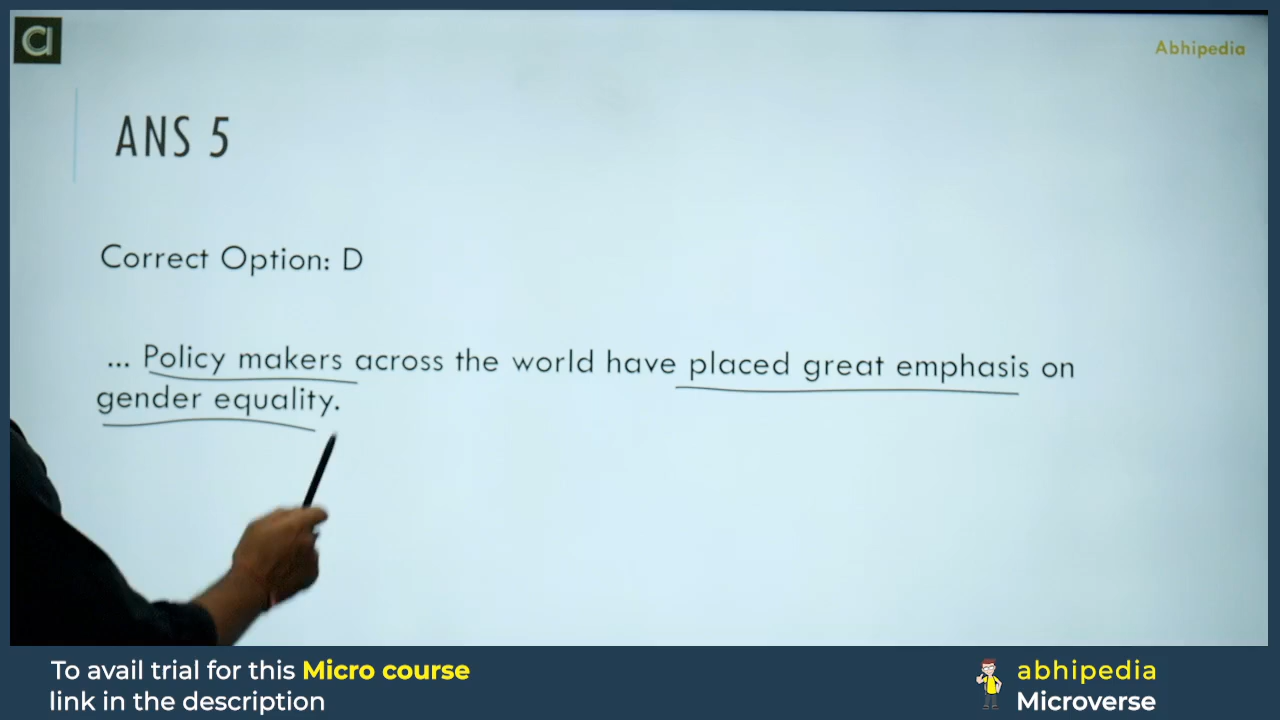 Abhipedia
ANS 5
Correct Option: D
... Policy makers across the world have placed great emphasis on
gender equality.
To avail trial for this Micro course
link in the description
abhipedia
Microverse